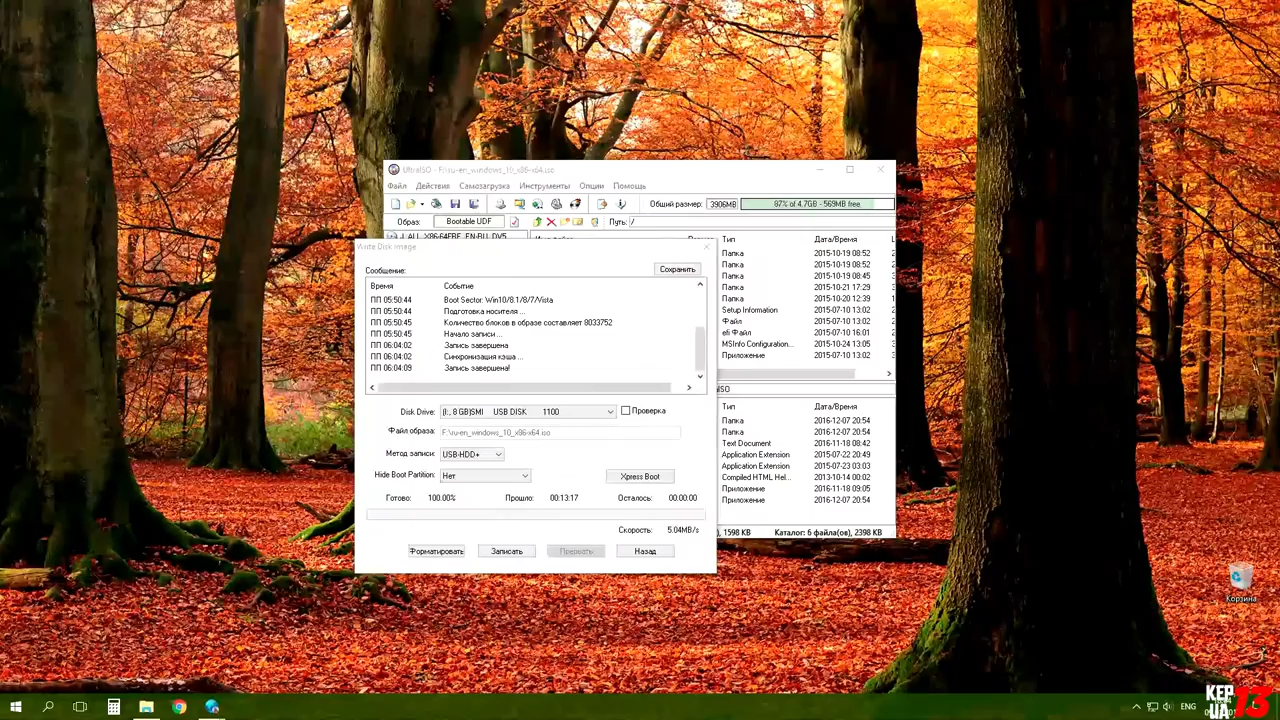 UltraISO - F:\ru-en_windows_10_x86-x64.iso
Файл Действия Самозагрузка Инструменты Опции Помощь
Общий размер: 3906MB 87% of 4.7GB - 569MB free
Образ: Bootable UDF Путь: /
Write Disk Image
Тип Дата/Время
Папка 2015-10-19 08:52
Папка 2015-10-19 08:52
Папка 2015-10-19 08:45
Папка 2015-10-21 17:29
Папка 2015-10-20 12:39
Setup Information 2015-07-10 13:02
Файл 2015-07-10 13:02
efi Файл 2015-07-10 16:01
MSInfo Configuration... 2015-10-24 13:05
Приложение 2015-07-10 13:02
Сообщение: Сохранить
Время Событие
ПП 05:50:44 Boot Sector: Win10/8.1/8/7/Vista
ПП 05:50:44 Подготовка носителя ...
ПП 05:50:45 Количество блоков в образе составляет 8033752
ПП 05:50:45 Начало записи ...
ПП 06:04:02 Запись завершена
ПП 06:04:02 Синхронизация кэша ...
ПП 06:04:09 Запись завершена!
Disk Drive: (I:, 8 GB)SMI USB DISK 1100 Проверка
Файл образа: F:\ru-en_windows_10_x86-x64.iso
Метод записи: USB-HDD+
Hide Boot Partition: Нет Xpress Boot
Готово: 100.00% Прошло: 00:13:17 Осталось: 00:00:00
Скорость: 5.04MB/s
Форматировать Записать Прервать Назад
Тип Дата/Время
Папка 2016-12-07 20:54
Папка 2016-12-07 20:54
Text Document 2016-11-18 08:42
Application Extension 2015-07-22 20:49
Application Extension 2015-07-23 03:03
Compiled HTML Hel... 2013-10-14 00:02
Приложение 2016-11-18 09:05
Приложение 2016-12-07 20:54
1598 KB Каталог: 6 файла(ов), 2398 KB
Корзина
ENG
КЕР
UA 13